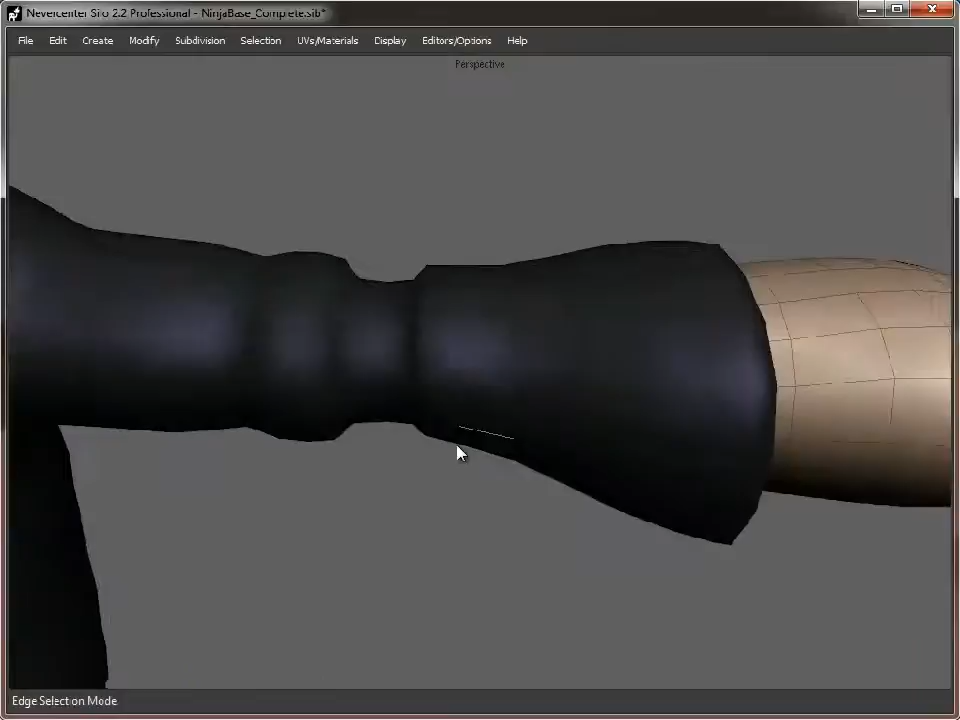 Nevercenter Silo 2.2 Professional - NinjaBase_Complete.sib*
File Edit Create Modify Subdivision Selection UVs/Materials Display Editors/Options Help
Perspective
Edge Selection Mode